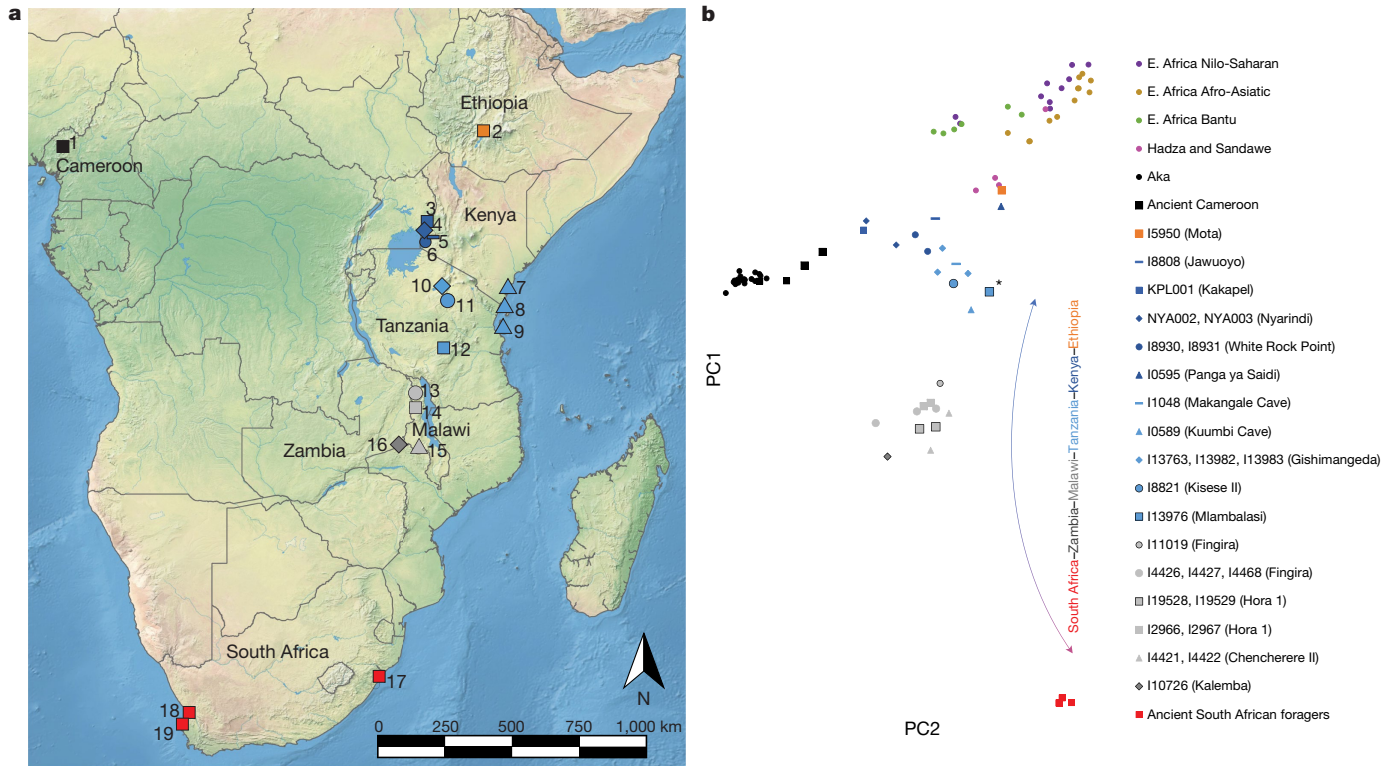 a
Ethiopia
2
1
Cameroon
3
Kenya
4
5
6
10
7
11
8
Tanzania
9
12
13
14
Malawi
Zambia
16
15
South Africa
17
N
18
19
0 250 500 750 1,000 km
b
PC1
PC2
*
South Africa–Zambia–Malawi–Tanzania–Kenya–Ethiopia
E. Africa Nilo-Saharan
E. Africa Afro-Asiatic
E. Africa Bantu
Hadza and Sandawe
Aka
Ancient Cameroon
I5950 (Mota)
I8808 (Jawuoyo)
KPL001 (Kakapel)
NYA002, NYA003 (Nyarindi)
I8930, I8931 (White Rock Point)
I0595 (Panga ya Saidi)
I1048 (Makangale Cave)
I0589 (Kuumbi Cave)
I13763, I13982, I13983 (Gishimangeda)
I8821 (Kisese II)
I13976 (Mlambalasi)
I11019 (Fingira)
I4426, I4427, I4468 (Fingira)
I19528, I19529 (Hora 1)
I2966, I2967 (Hora 1)
I4421, I4422 (Chencherere II)
I10726 (Kalemba)
Ancient South African foragers